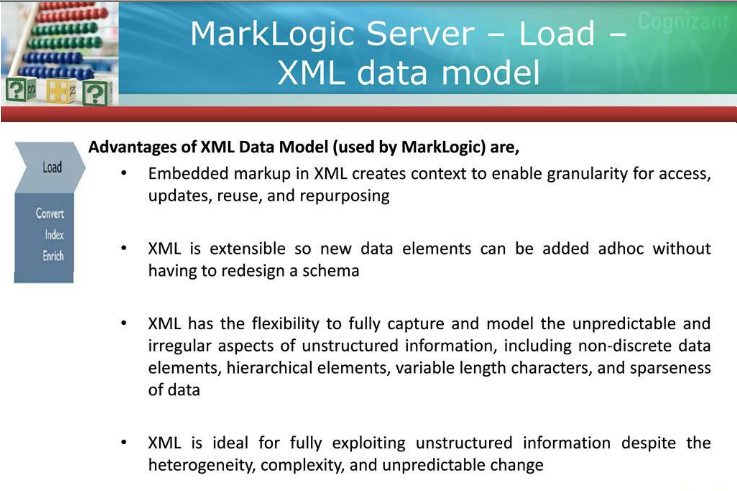 MarkLogic Server – Load –
XML data model
Cognizant
Advantages of XML Data Model (used by MarkLogic) are,
Load
Convert
Index
Enrich
• Embedded markup in XML creates context to enable granularity for access,
updates, reuse, and repurposing
• XML is extensible so new data elements can be added adhoc without
having to redesign a schema
• XML has the flexibility to fully capture and model the unpredictable and
irregular aspects of unstructured information, including non-discrete data
elements, hierarchical elements, variable length characters, and sparseness
of data
• XML is ideal for fully exploiting unstructured information despite the
heterogeneity, complexity, and unpredictable change